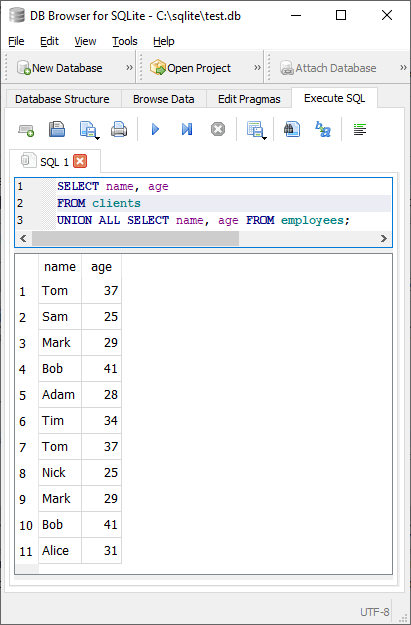 DB Browser for SQLite - C:\sqlite\test.db
File Edit View Tools Help
New Database » Open Project » Attach Database »
Database Structure Browse Data Edit Pragmas Execute SQL
SQL 1
1 SELECT name, age
2 FROM clients
3 UNION ALL SELECT name, age FROM employees;
name age
1 Tom 37
2 Sam 25
3 Mark 29
4 Bob 41
5 Adam 28
6 Tim 34
7 Tom 37
8 Nick 25
9 Mark 29
10 Bob 41
11 Alice 31
UTF-8